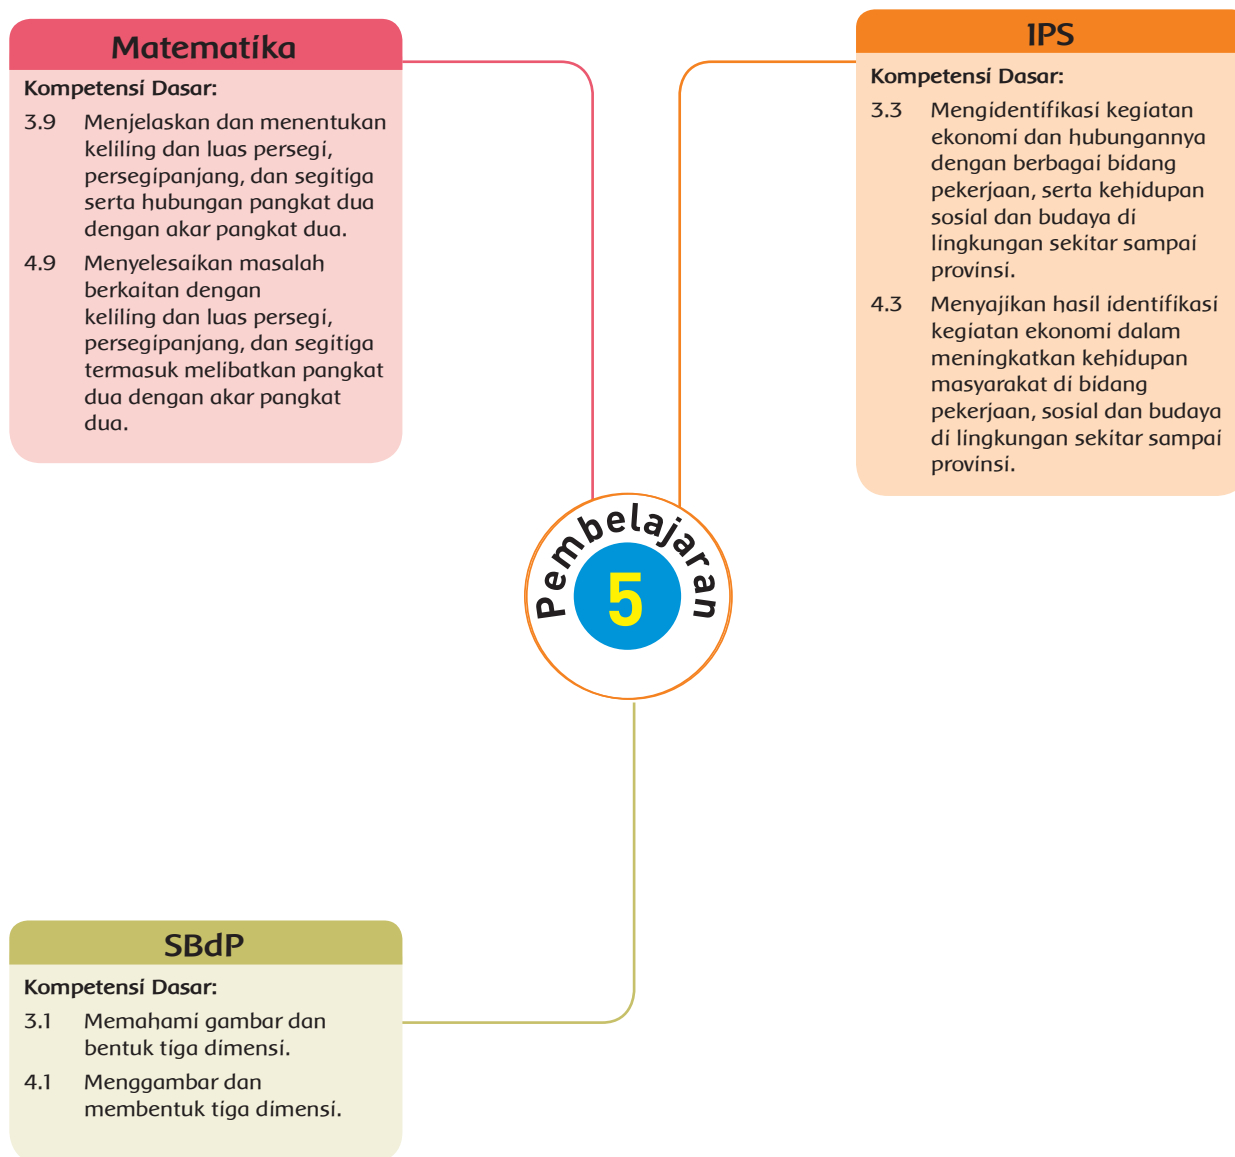 Matematika
Kompetensi Dasar:
3.9 Menjelaskan dan menentukan
keliling dan luas persegi,
persegipanjang, dan segitiga
serta hubungan pangkat dua
dengan akar pangkat dua.
4.9 Menyelesaikan masalah
berkaitan dengan
keliling dan luas persegi,
persegipanjang, dan segitiga
termasuk melibatkan pangkat
dua dengan akar pangkat
dua.
IPS
Kompetensi Dasar:
3.3 Mengidentifikasi kegiatan
ekonomi dan hubungannya
dengan berbagai bidang
pekerjaan, serta kehidupan
sosial dan budaya di
lingkungan sekitar sampai
provinsi.
4.3 Menyajikan hasil identifikasi
kegiatan ekonomi dalam
meningkatkan kehidupan
masyarakat di bidang
pekerjaan, sosial dan budaya
di lingkungan sekitar sampai
provinsi.
Pembelajaran
5
SBdP
Kompetensi Dasar:
3.1 Memahami gambar dan
bentuk tiga dimensi.
4.1 Menggambar dan
membentuk tiga dimensi.